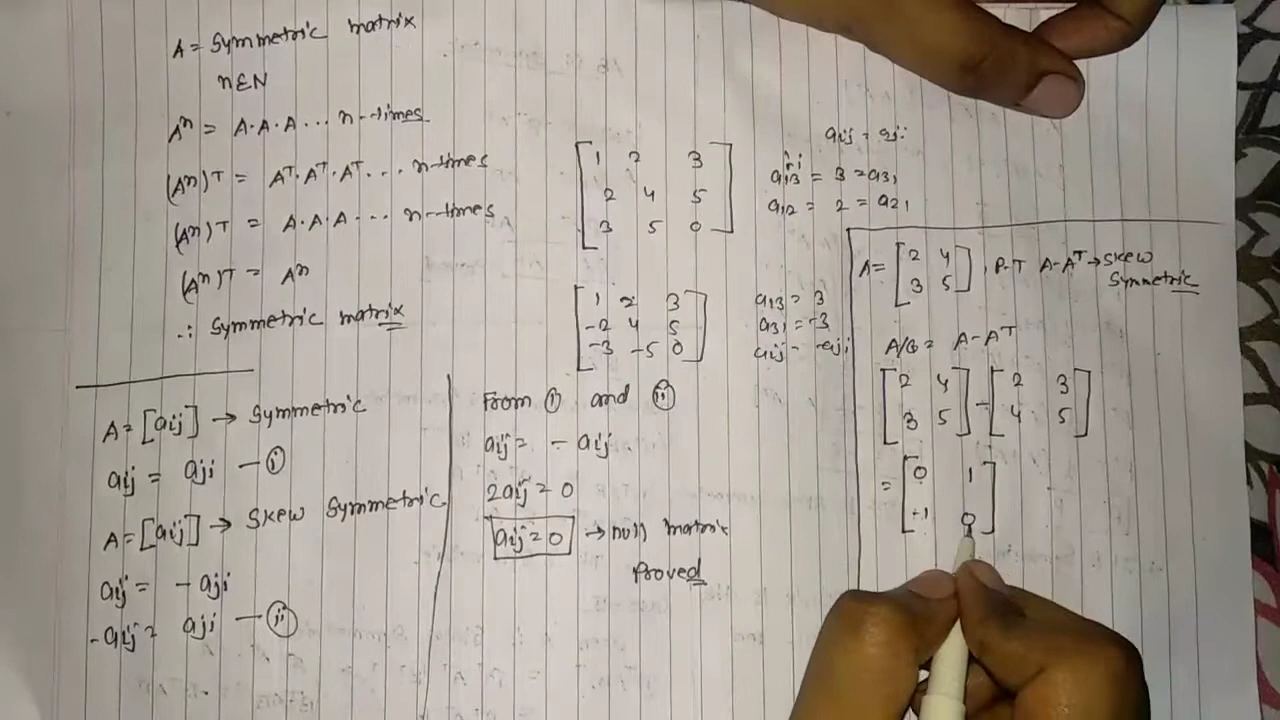 A = Symmetric matrix
n∈N
Aⁿ = A·A·A... n-times
(Aⁿ)ᵀ = Aᵀ·Aᵀ·Aᵀ... n-times
(Aⁿ)ᵀ = A·A·A... n-times
(Aⁿ)ᵀ = Aⁿ
∴ Symmetric matrix
A = [aij] → Symmetric
aij = aji — (i)
A = [aij] → Skew Symmetric
aij = -aji
-aij = aji — (ii)
[1 2 3
2 4 5
3 5 0]
a13 = 3 = a31
a12 = 2 = a21
[1 2 3
-2 4 5
-3 -5 0]
a13 = 3
a31 = -3
aij = -aji
From (i) and (ii)
aij = - aij
2aij = 0
aij = 0 → null matrix
Proved
A = [2 4
3 5], P.T A-Aᵀ → Skew
Symmetric
A-Aᵀ
[2 4
3 5] - [2 3
4 5]
= [0 1
-1 0]